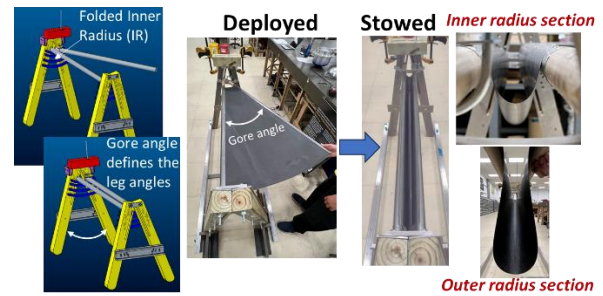 Folded Inner
Radius (IR)
Gore angle
defines the
leg angles
Deployed
Gore angle
Stowed
Inner radius section
Outer radius section